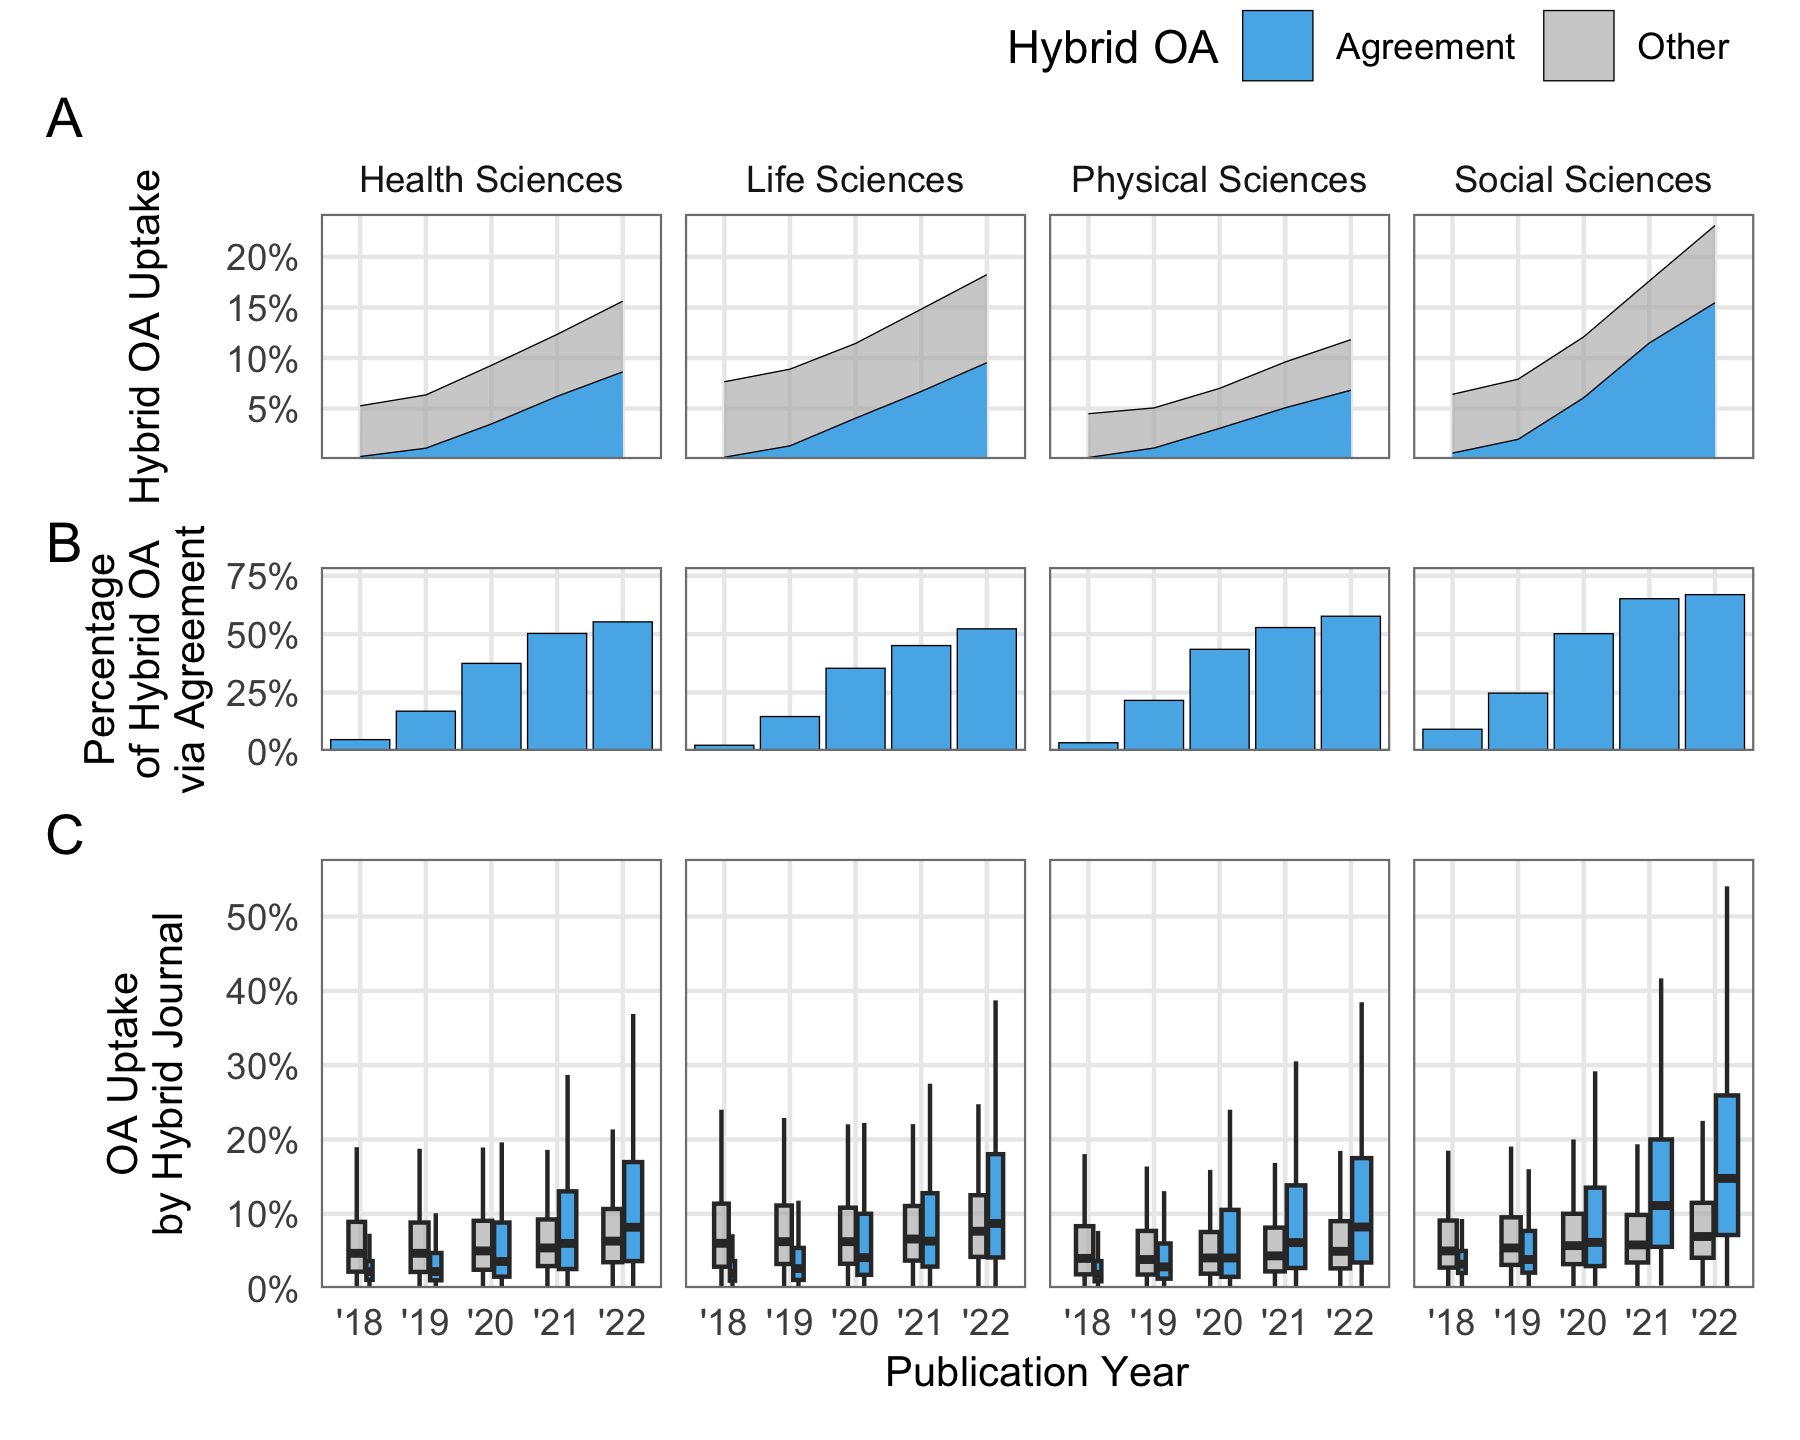 Hybrid OA Agreement Other
A
Health Sciences Life Sciences Physical Sciences Social Sciences
Hybrid OA Uptake
20%
15%
10%
5%
B
Percentage
of Hybrid OA
via Agreement
75%
50%
25%
0%
C
OA Uptake
by Hybrid Journal
50%
40%
30%
20%
10%
0%
'18 '19 '20 '21 '22 '18 '19 '20 '21 '22 '18 '19 '20 '21 '22 '18 '19 '20 '21 '22
Publication Year